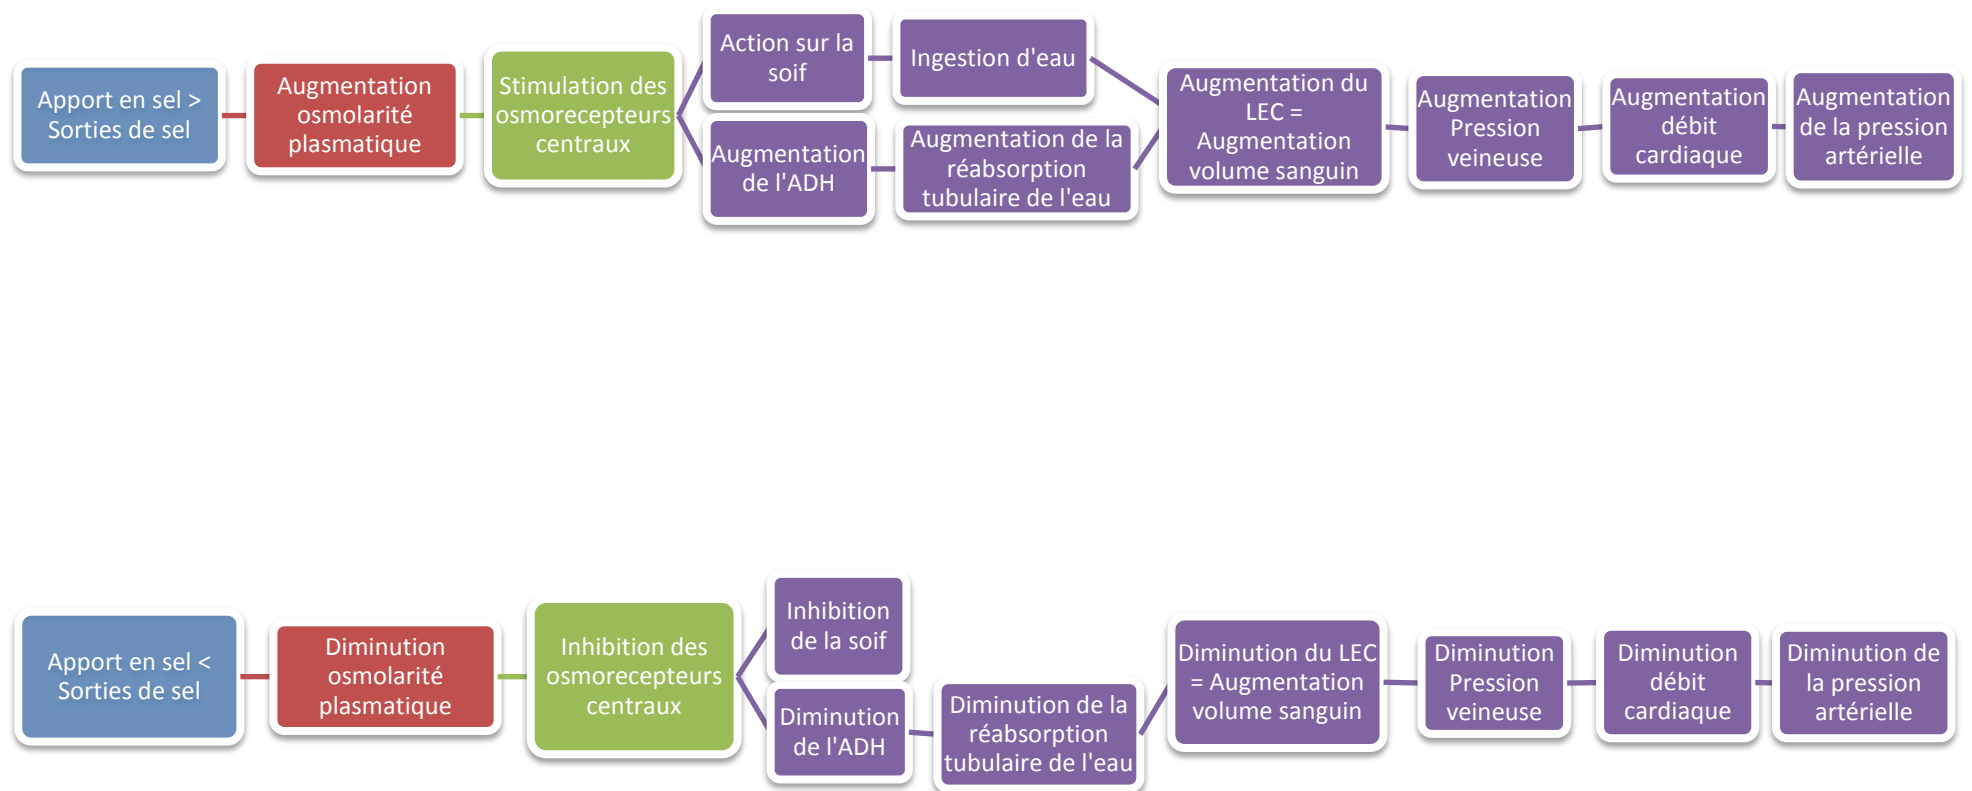 Apport en sel >
Sorties de sel
Augmentation
osmolarité
plasmatique
Stimulation des
osmorecepteurs
centraux
Action sur la
soif
Ingestion d'eau
Augmentation
de l'ADH
Augmentation de la
réabsorption
tubulaire de l'eau
Augmentation du
LEC =
Augmentation
volume sanguin
Augmentation
Pression
veineuse
Augmentation
débit
cardiaque
Augmentation
de la pression
artérielle
Apport en sel <
Sorties de sel
Diminution
osmolarité
plasmatique
Inhibition des
osmorecepteurs
centraux
Inhibition
de la soif
Diminution
de l'ADH
Diminution de la
réabsorption
tubulaire de l'eau
Diminution du LEC
= Augmentation
volume sanguin
Diminution
Pression
veineuse
Diminution
débit
cardiaque
Diminution de
la pression
artérielle